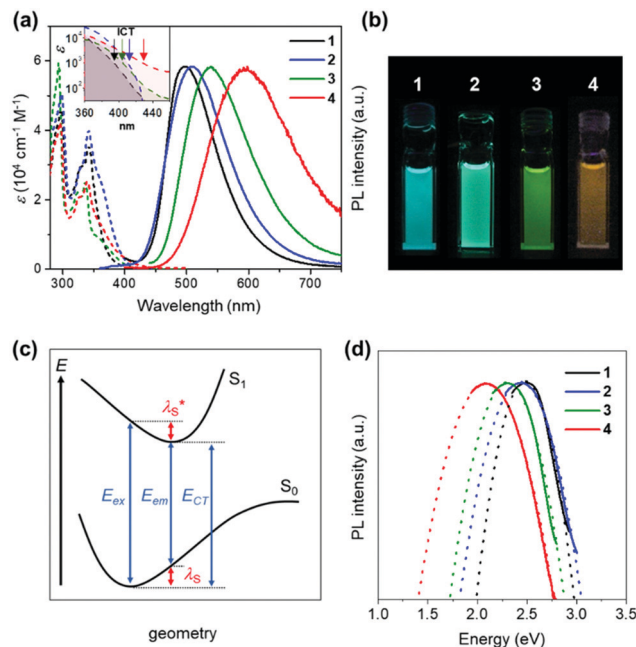 (a)
ε (10⁴ cm⁻¹ M⁻¹)
8
6
4
2
0
300
400
500
600
700
Wavelength (nm)
PL intensity (a.u.)
ICT
ε
10⁴
10³
10²
360
400
440
nm
1
2
3
4
(b)
1 2 3 4
(c)
E
S₁
λS*
Eex
Eem
ECT
S₀
λS
geometry
(d)
PL intensity (a.u.)
1
2
3
4
1.0 1.5 2.0 2.5 3.0 3.5
Energy (eV)